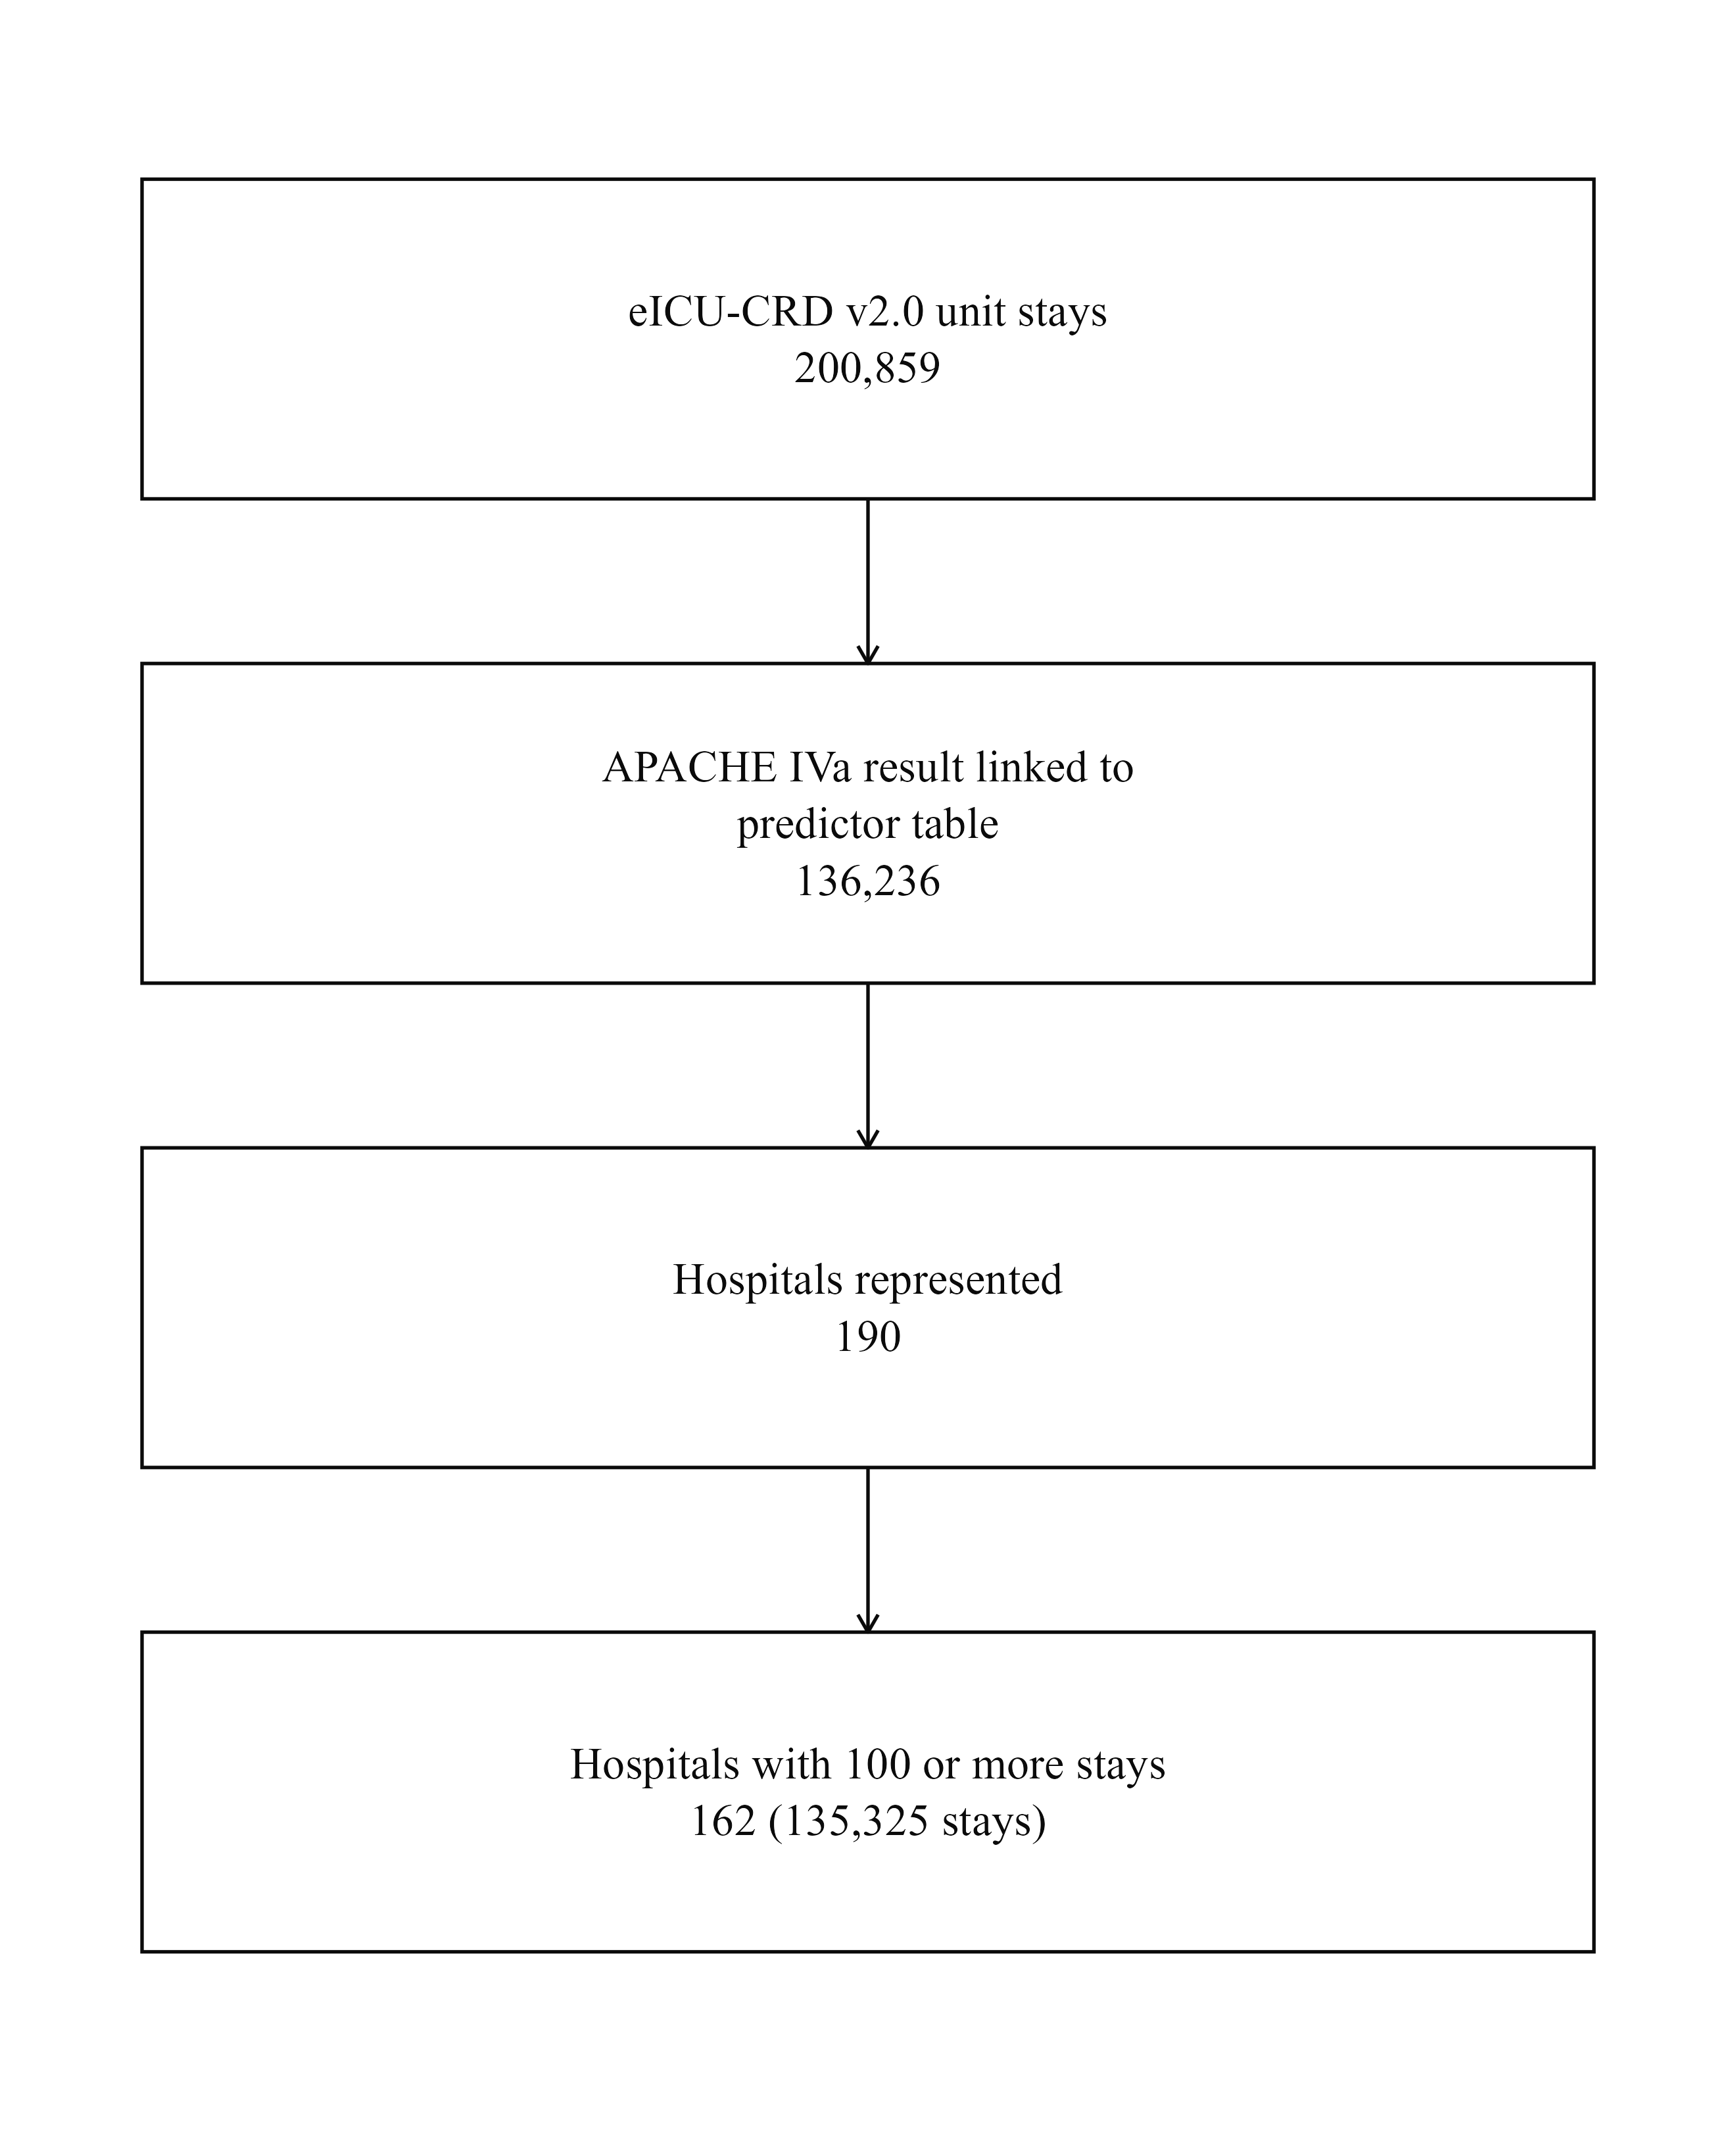 eICU-CRD v2.0 unit stays
200,859
APACHE IVa result linked to
predictor table
136,236
Hospitals represented
190
Hospitals with 100 or more stays
162 (135,325 stays)